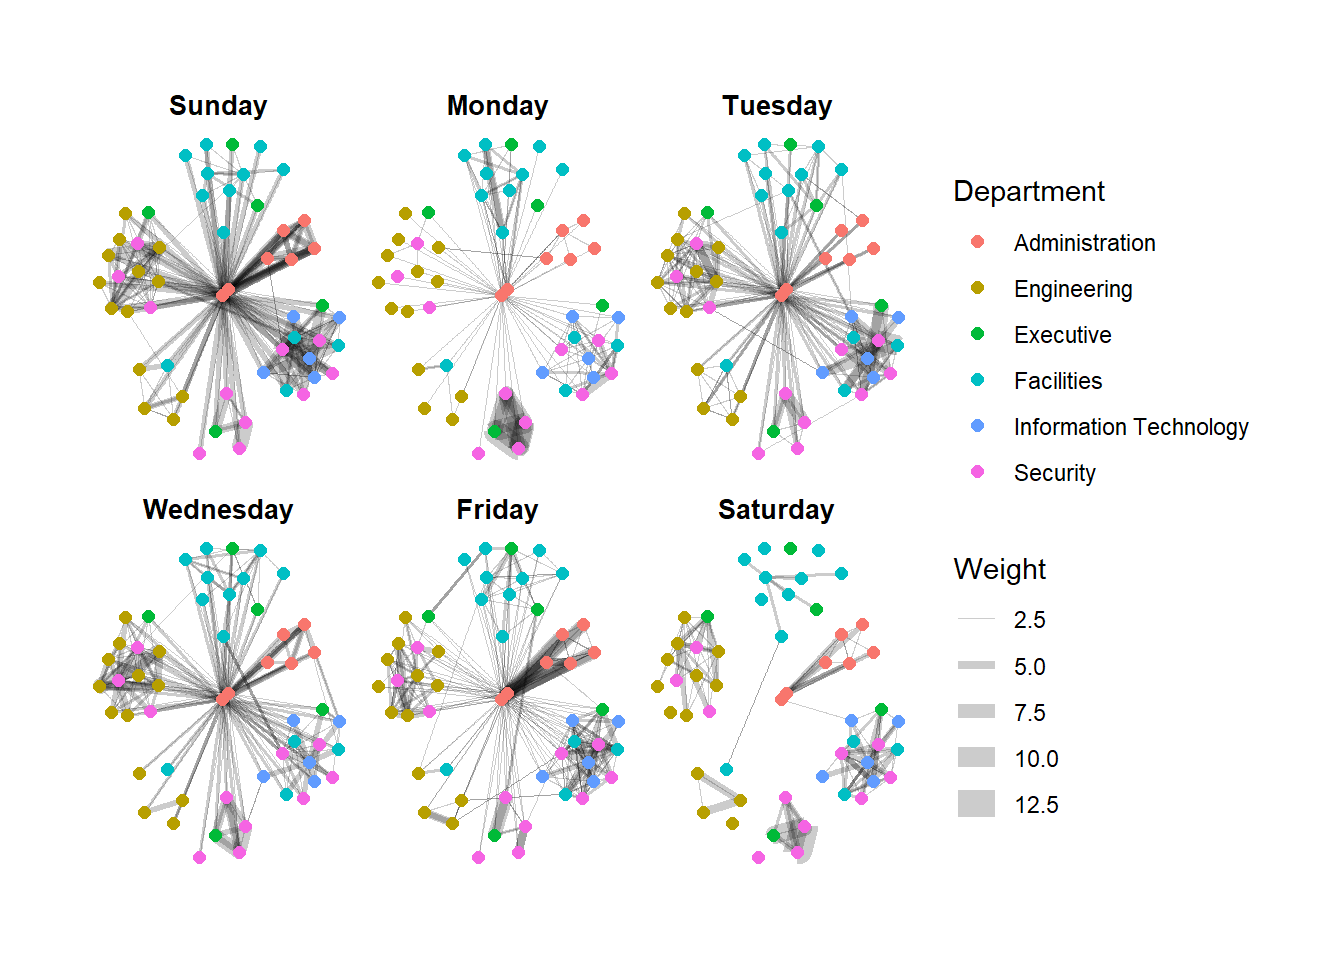 Sunday
Monday
Tuesday
Wednesday
Friday
Saturday
Department
Administration
Engineering
Executive
Facilities
Information Technology
Security
Weight
2.5
5.0
7.5
10.0
12.5